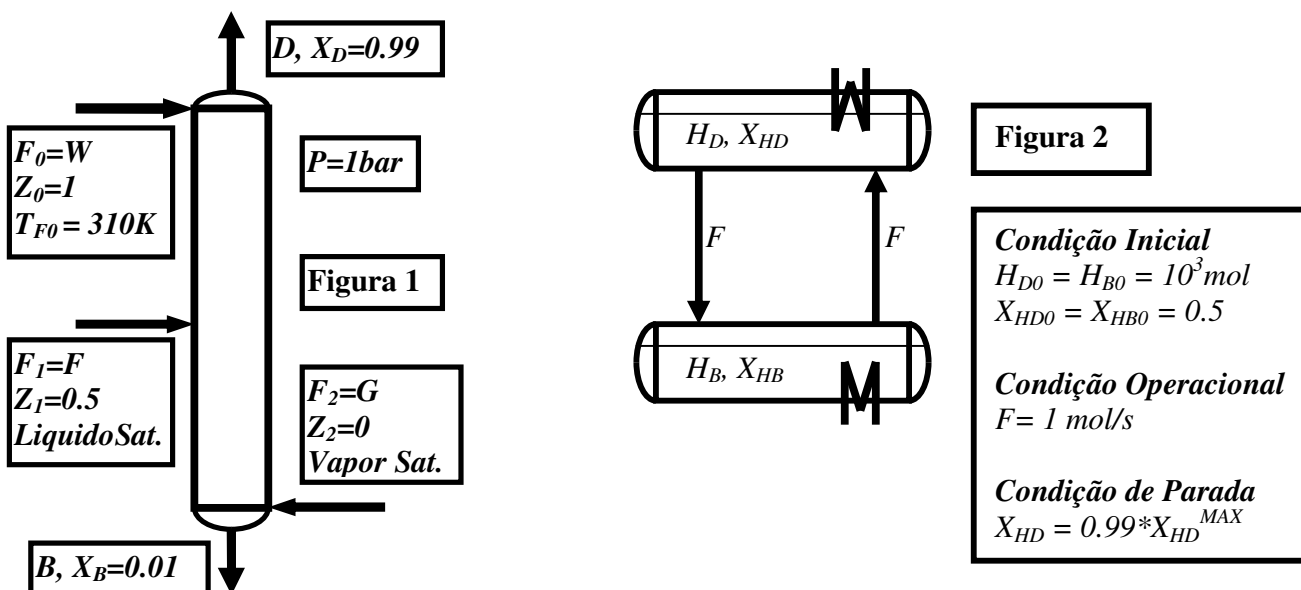 D, X_D=0.99
F_0=W
Z_0=1
T_F0 = 310K
P=1bar
Figura 1
F_1=F
Z_1=0.5
LiquidoSat.
F_2=G
Z_2=0
Vapor Sat.
B, X_B=0.01
H_D, X_HD
F
F
H_B, X_HB
Figura 2
Condição Inicial
H_D0 = H_B0 = 10^3 mol
X_HD0 = X_HB0 = 0.5
Condição Operacional
F= 1 mol/s
Condição de Parada
X_HD = 0.99*X_HD^MAX